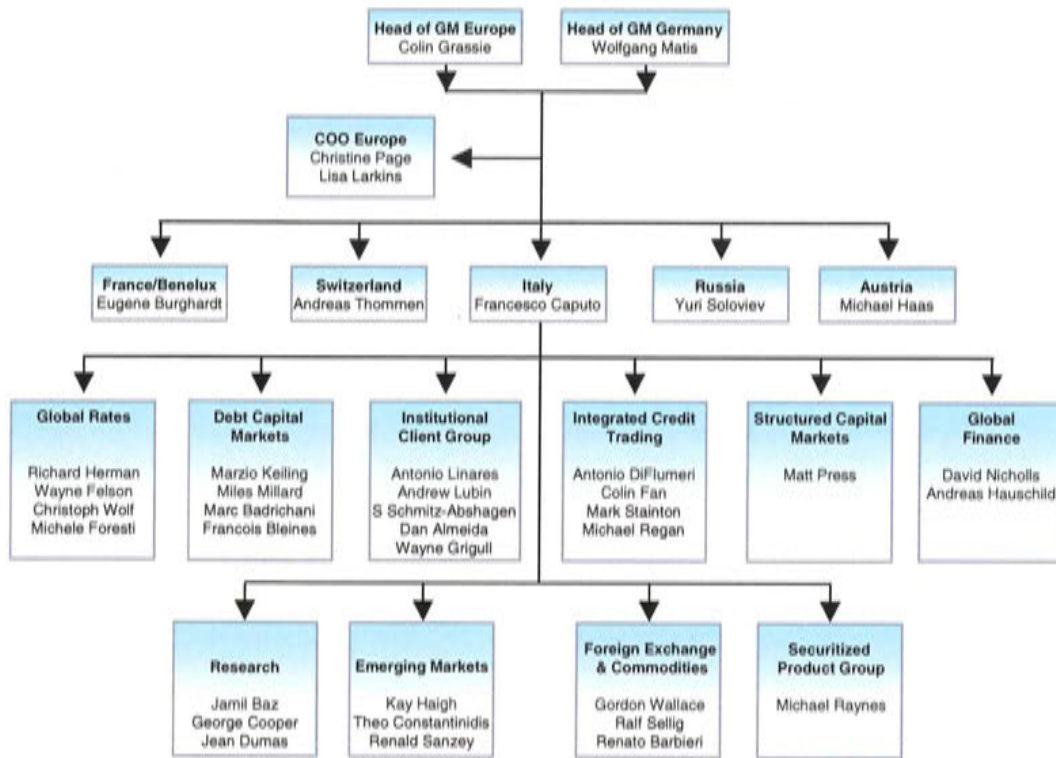 Head of GM Europe
Colin Grassie
Head of GM Germany
Wolfgang Matis
COO Europe
Christine Page
Lisa Larkins
France/Benelux
Eugene Burghardt
Switzerland
Andreas Thommen
Italy
Francesco Caputo
Russia
Yuri Soloviev
Austria
Michael Haas
Global Rates
Richard Herman
Wayne Felson
Christoph Wolf
Michele Foresti
Debt Capital
Markets
Marzio Keiling
Miles Millard
Marc Badrichani
Francois Bleines
Institutional
Client Group
Antonio Linares
Andrew Lubin
S Schmitz-Abshagen
Dan Almeida
Wayne Grigull
Integrated Credit
Trading
Antonio DiFlumeri
Colin Fan
Mark Stainton
Michael Regan
Structured Capital
Markets
Matt Press
Global
Finance
David Nicholls
Andreas Hauschild
Research
Jamil Baz
George Cooper
Jean Dumas
Emerging Markets
Kay Haigh
Theo Constantinidis
Renald Sanzey
Foreign Exchange
& Commodities
Gordon Wallace
Ralf Sellig
Renato Barbieri
Securitized
Product Group
Michael Raynes